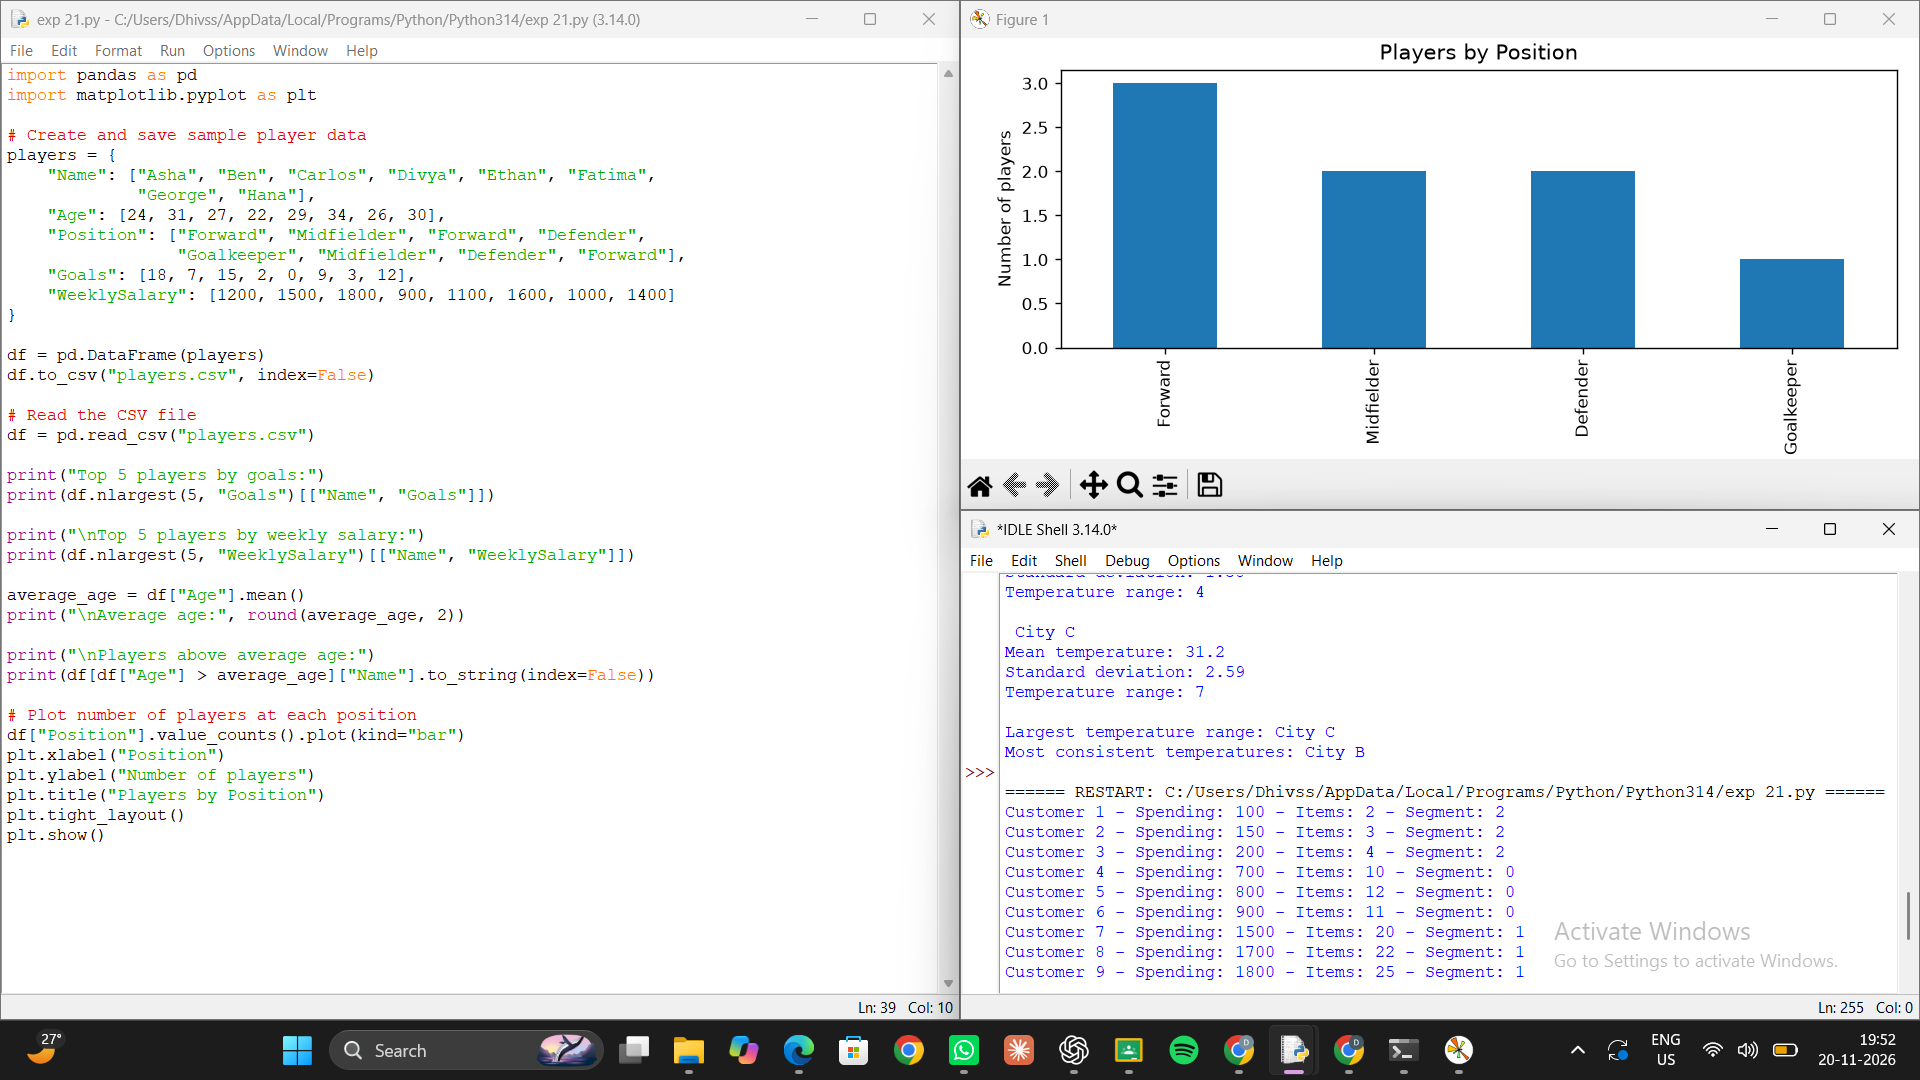 exp 21.py - C:/Users/Dhivss/AppData/Local/Programs/Python/Python314/exp 21.py (3.14.0)
File Edit Format Run Options Window Help
import pandas as pd
import matplotlib.pyplot as plt
# Create and save sample player data
players = {
    "Name": ["Asha", "Ben", "Carlos", "Divya", "Ethan", "Fatima",
             "George", "Hana"],
    "Age": [24, 31, 27, 22, 29, 34, 26, 30],
    "Position": ["Forward", "Midfielder", "Forward", "Defender",
                 "Goalkeeper", "Midfielder", "Defender", "Forward"],
    "Goals": [18, 7, 15, 2, 0, 9, 3, 12],
    "WeeklySalary": [1200, 1500, 1800, 900, 1100, 1600, 1000, 1400]
}
df = pd.DataFrame(players)
df.to_csv("players.csv", index=False)
# Read the CSV file
df = pd.read_csv("players.csv")
print("Top 5 players by goals:")
print(df.nlargest(5, "Goals")[["Name", "Goals"]])
print("\nTop 5 players by weekly salary:")
print(df.nlargest(5, "WeeklySalary")[["Name", "WeeklySalary"]])
average_age = df["Age"].mean()
print("\nAverage age:", round(average_age, 2))
print("\nPlayers above average age:")
print(df[df["Age"] > average_age]["Name"].to_string(index=False))
# Plot number of players at each position
df["Position"].value_counts().plot(kind="bar")
plt.xlabel("Position")
plt.ylabel("Number of players")
plt.title("Players by Position")
plt.tight_layout()
plt.show()
Ln: 39 Col: 10
Figure 1
Players by Position
Number of players
3.0
2.5
2.0
1.5
1.0
0.5
0.0
Forward
Midfielder
Defender
Goalkeeper
*IDLE Shell 3.14.0*
File Edit Shell Debug Options Window Help
Temperature range: 4
City C
Mean temperature: 31.2
Standard deviation: 2.59
Temperature range: 7
Largest temperature range: City C
Most consistent temperatures: City B
>>>
====== RESTART: C:/Users/Dhivss/AppData/Local/Programs/Python/Python314/exp 21.py ======
Customer 1 - Spending: 100 - Items: 2 - Segment: 2
Customer 2 - Spending: 150 - Items: 3 - Segment: 2
Customer 3 - Spending: 200 - Items: 4 - Segment: 2
Customer 4 - Spending: 700 - Items: 10 - Segment: 0
Customer 5 - Spending: 800 - Items: 12 - Segment: 0
Customer 6 - Spending: 900 - Items: 11 - Segment: 0
Customer 7 - Spending: 1500 - Items: 20 - Segment: 1
Customer 8 - Spending: 1700 - Items: 22 - Segment: 1
Customer 9 - Spending: 1800 - Items: 25 - Segment: 1
Activate Windows
Go to Settings to activate Windows.
Ln: 255 Col: 0
27°
Search
ENG
US
19:52
20-11-2026